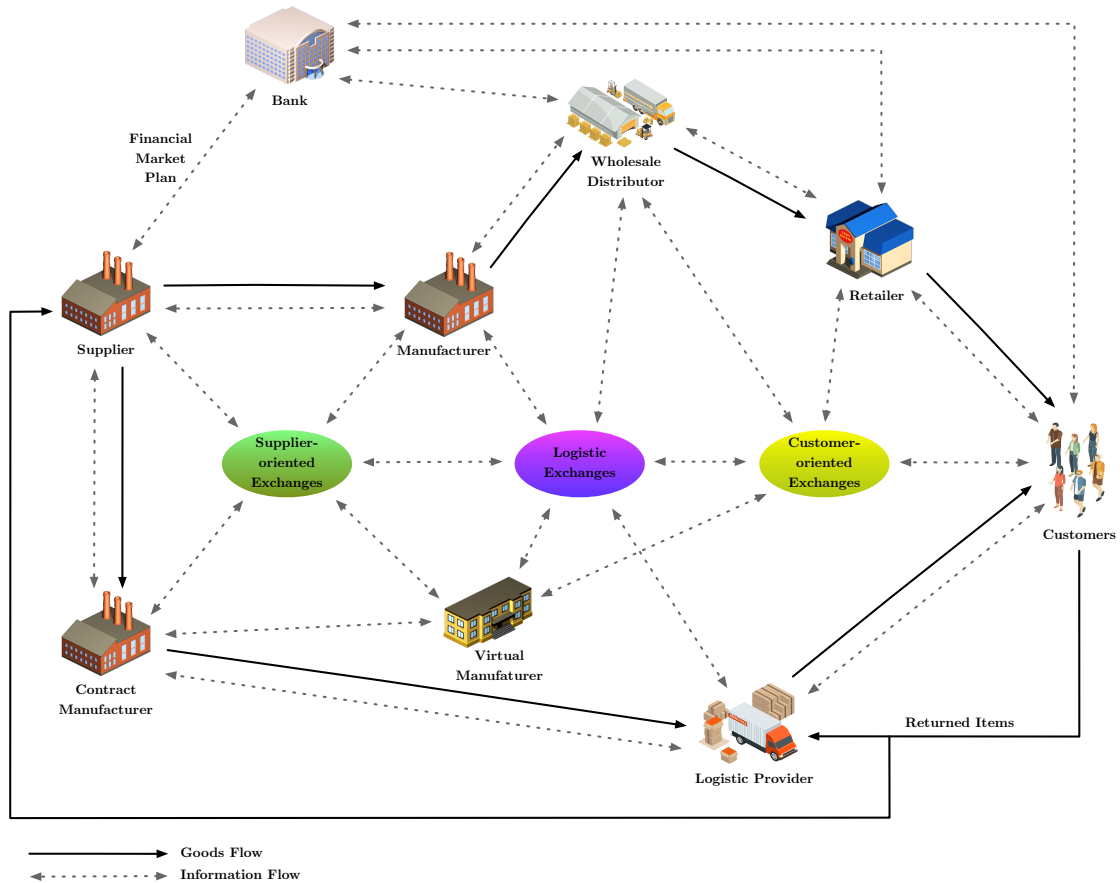 Bank
Financial
Market
Plan
Wholesale
Distributor
Retailer
Supplier
Manufacturer
Supplier-
oriented
Exchanges
Logistic
Exchanges
Customer-
oriented
Exchanges
Customers
Virtual
Manufaturer
Contract
Manufacturer
Returned Items
Logistic Provider
Goods Flow
Information Flow